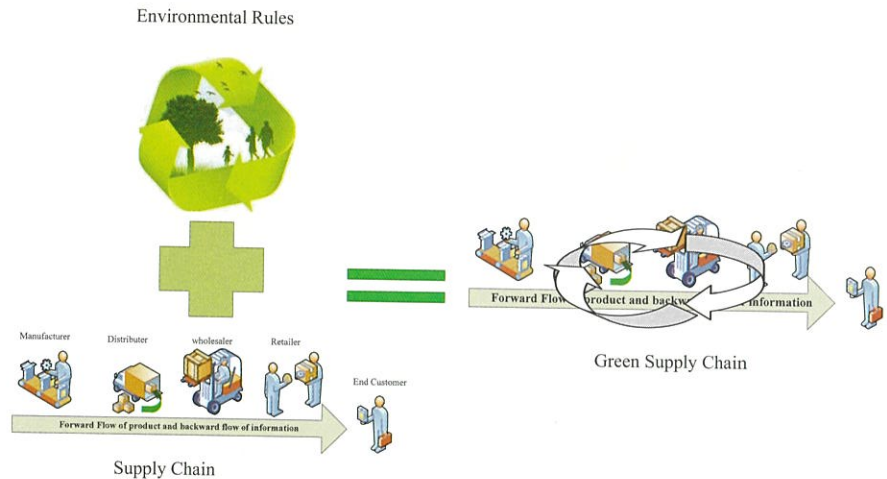 Environmental Rules
Manufacturer
Distributer
wholesaler
Retailer
End Customer
Forward Flow of product and backward flow of information
Supply Chain
Forward Flow product and backw information
Green Supply Chain